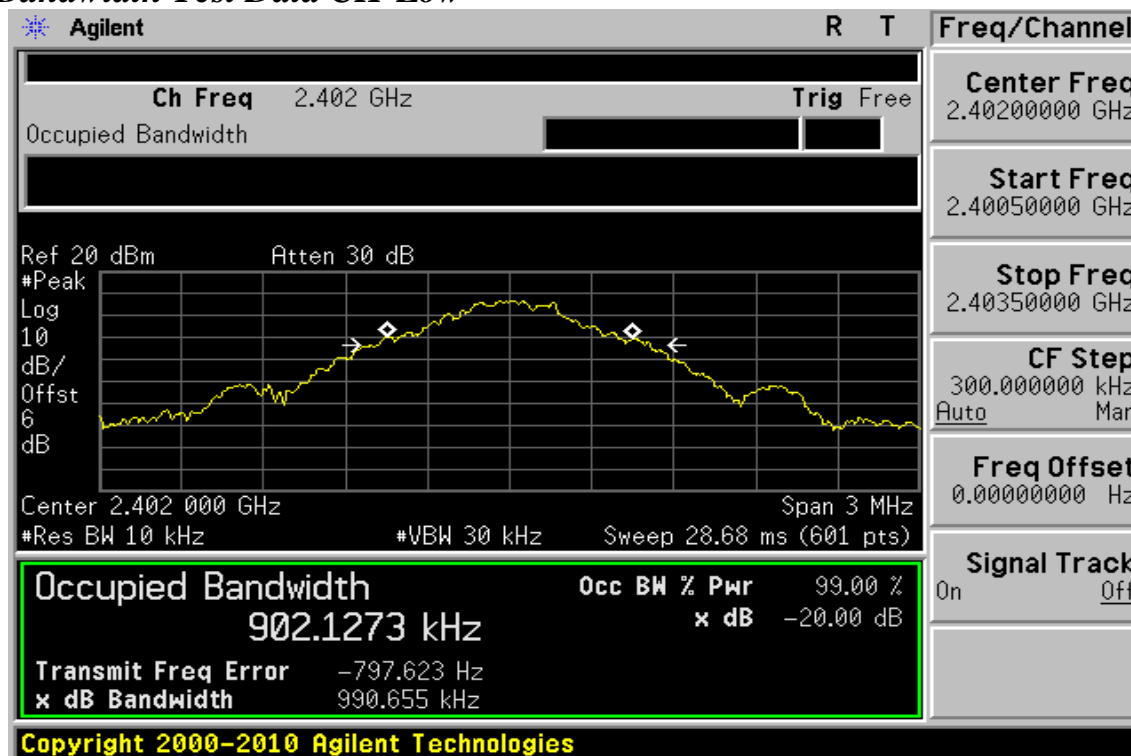 Bandwidth Test Data CH-Low
Agilent R T
Freq/Channel
Ch Freq 2.402 GHz Trig Free
Occupied Bandwidth
Center Freq
2.40200000 GHz
Start Freq
2.40050000 GHz
Stop Freq
2.40350000 GHz
CF Step
300.000000 kHz
Auto Man
Freq Offset
0.00000000 Hz
Signal Track
On Off
Ref 20 dBm Atten 30 dB
#Peak
Log
10
dB/
Offst
6
dB
Center 2.402 000 GHz Span 3 MHz
#Res BW 10 kHz #VBW 30 kHz Sweep 28.68 ms (601 pts)
Occupied Bandwidth
902.1273 kHz
Occ BW % Pwr 99.00 %
x dB -20.00 dB
Transmit Freq Error -797.623 Hz
x dB Bandwidth 990.655 kHz
Copyright 2000-2010 Agilent Technologies